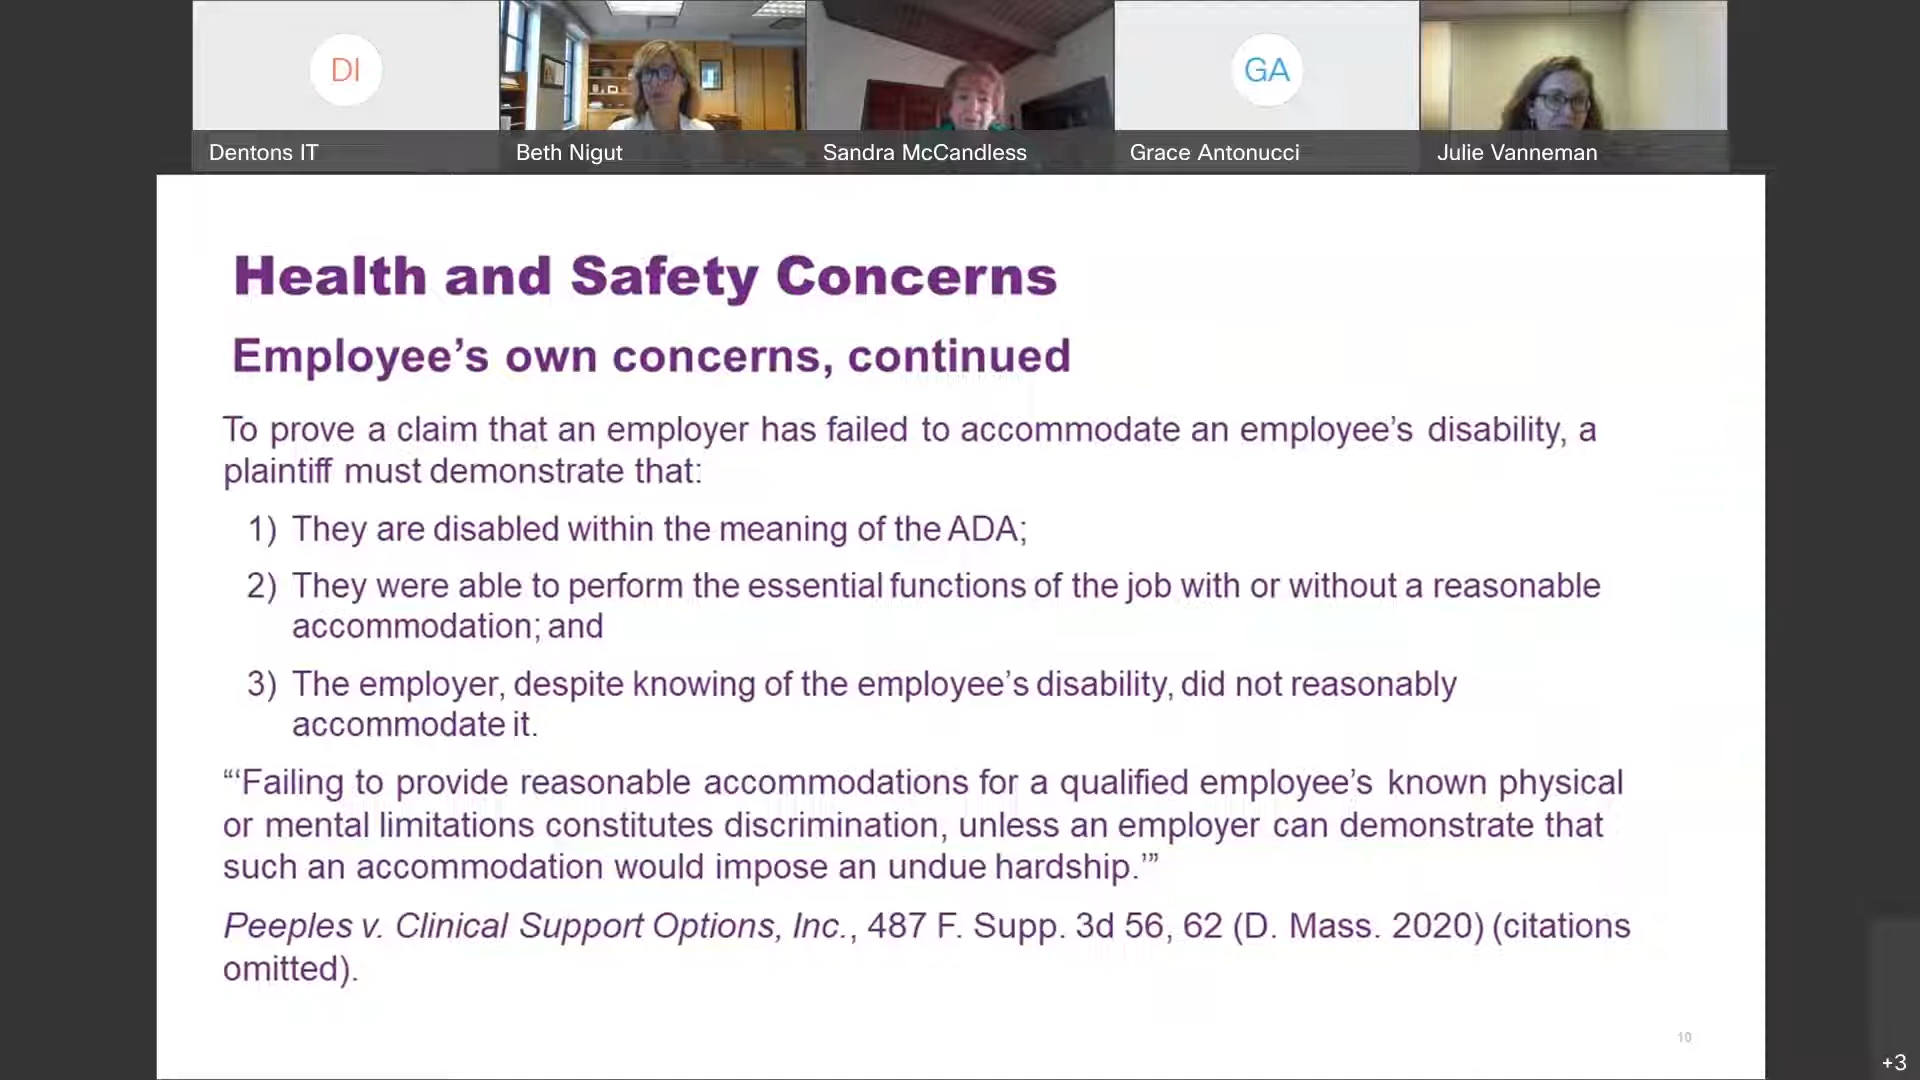 DI
GA
Dentons IT
Beth Nigut
Sandra McCandless
Grace Antonucci
Julie Vanneman
Health and Safety Concerns
Employee’s own concerns, continued
To prove a claim that an employer has failed to accommodate an employee’s disability, a
plaintiff must demonstrate that:
1) They are disabled within the meaning of the ADA;
2) They were able to perform the essential functions of the job with or without a reasonable
accommodation; and
3) The employer, despite knowing of the employee’s disability, did not reasonably
accommodate it.
“‘Failing to provide reasonable accommodations for a qualified employee’s known physical
or mental limitations constitutes discrimination, unless an employer can demonstrate that
such an accommodation would impose an undue hardship.’”
Peeples v. Clinical Support Options, Inc., 487 F. Supp. 3d 56, 62 (D. Mass. 2020) (citations
omitted).
10
+3